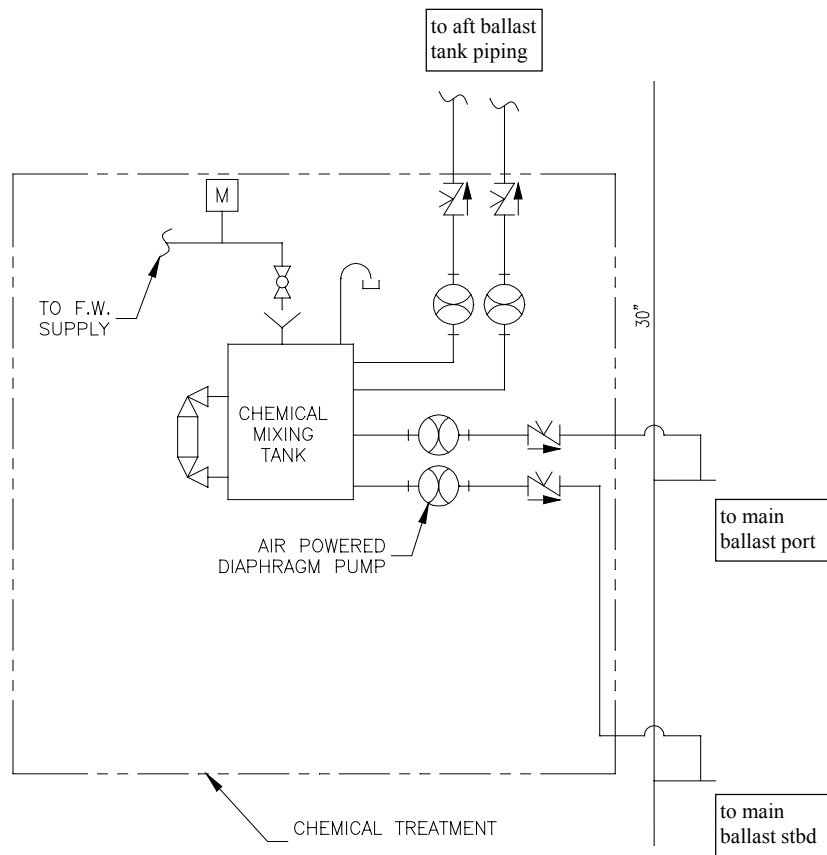 to aft ballast
tank piping
M
TO F.W.
SUPPLY
30"
CHEMICAL
MIXING
TANK
AIR POWERED
DIAPHRAGM PUMP
to main
ballast port
to main
ballast stbd
CHEMICAL TREATMENT